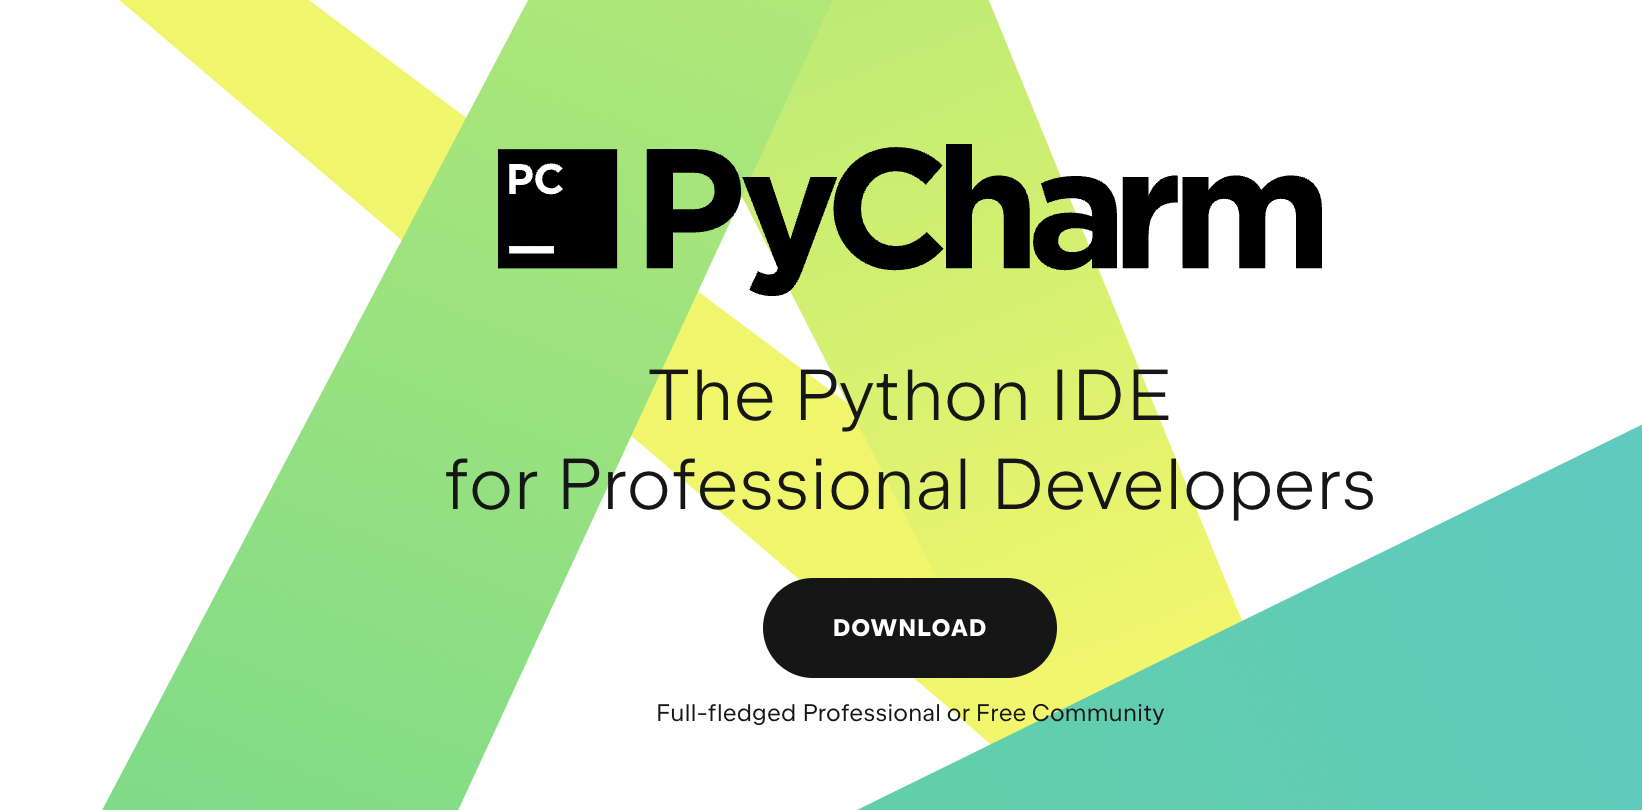 PC
PyCharm
The Python IDE
for Professional Developers
DOWNLOAD
Full-fledged Professional or Free Community